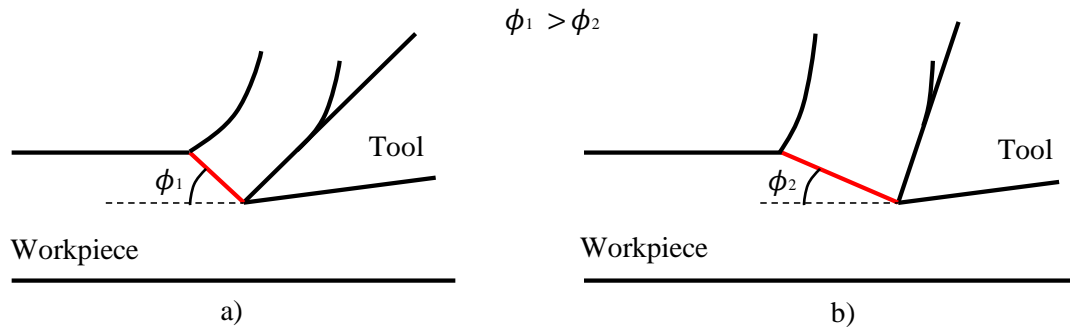 ϕ1 > ϕ2
Tool
ϕ1
Workpiece
a)
Tool
ϕ2
Workpiece
b)